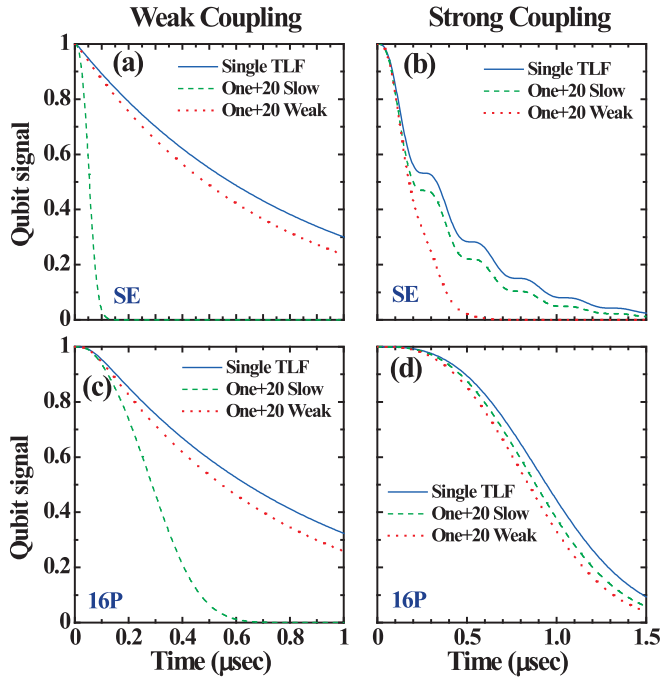 Weak Coupling
Strong Coupling
(a)
Single TLF
One+20 Slow
One+20 Weak
SE
Qubit signal
1
0.8
0.6
0.4
0.2
0
(b)
Single TLF
One+20 Slow
One+20 Weak
SE
(c)
Single TLF
One+20 Slow
One+20 Weak
16P
Qubit signal
1
0.8
0.6
0.4
0.2
0
0 0.2 0.4 0.6 0.8 1
Time (μsec)
(d)
Single TLF
One+20 Slow
One+20 Weak
16P
0 0.5 1.0 1.5
Time (μsec)